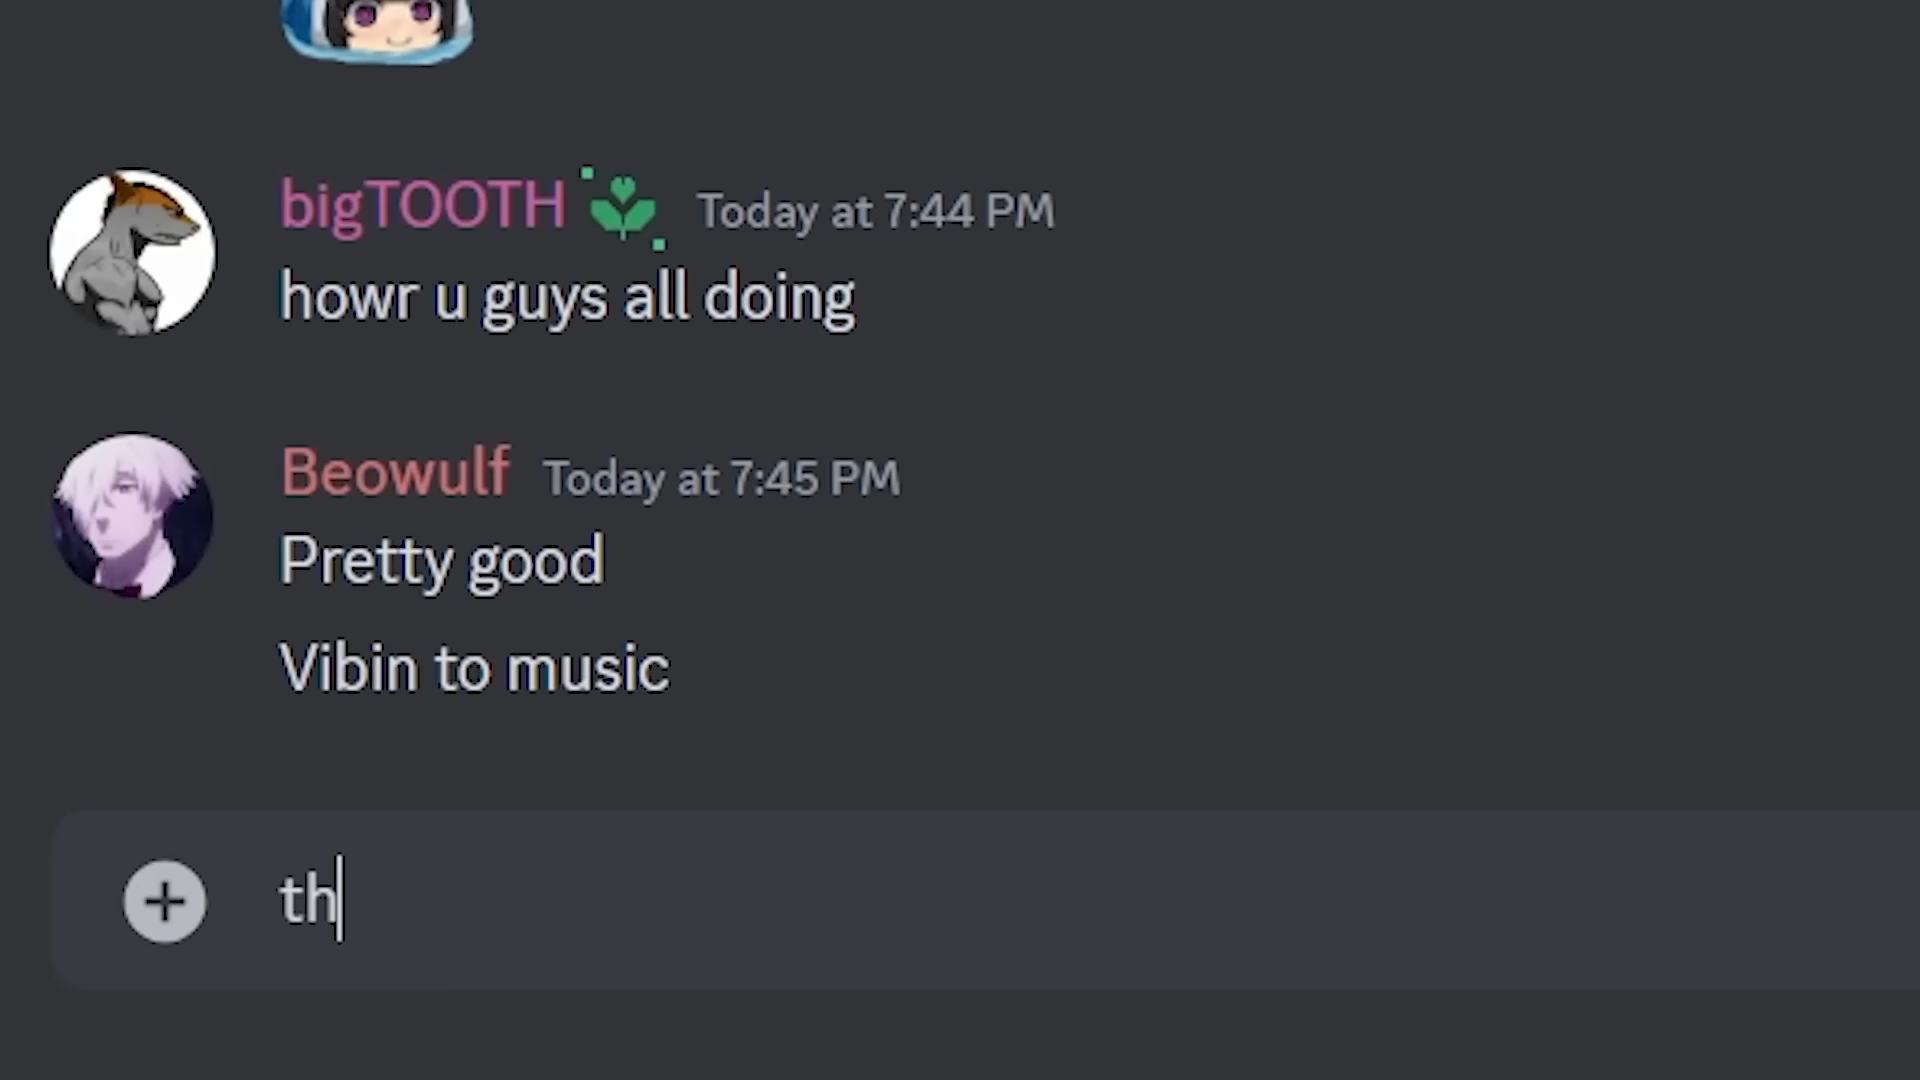 bigTOOTH Today at 7:44 PM
howr u guys all doing
Beowulf Today at 7:45 PM
Pretty good
Vibin to music
th